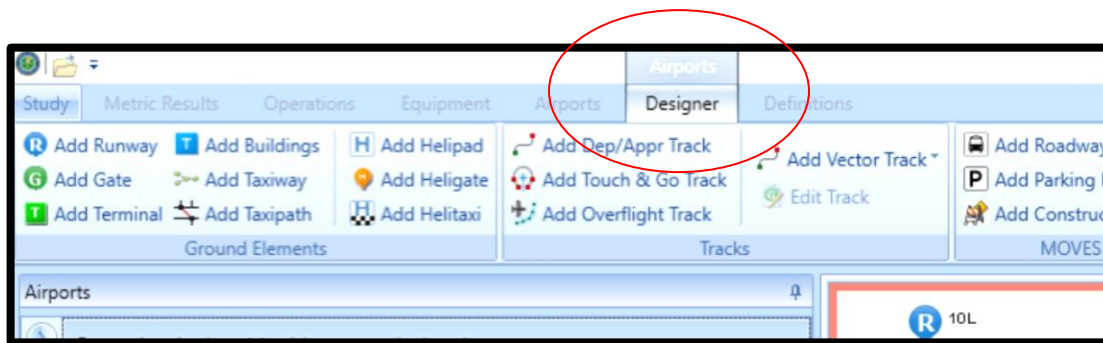 Airports
Study Metric Results Operations Equipment Airports Designer Definitions
Add Runway Add Buildings Add Helipad Add Dep/Appr Track Add Vector Track Add Roadway
Add Gate Add Taxiway Add Heligate Add Touch & Go Track Edit Track Add Parking
Add Terminal Add Taxipath Add Helitaxi Add Overflight Track Add Construc
Ground Elements Tracks MOVES
Airports
R 10L